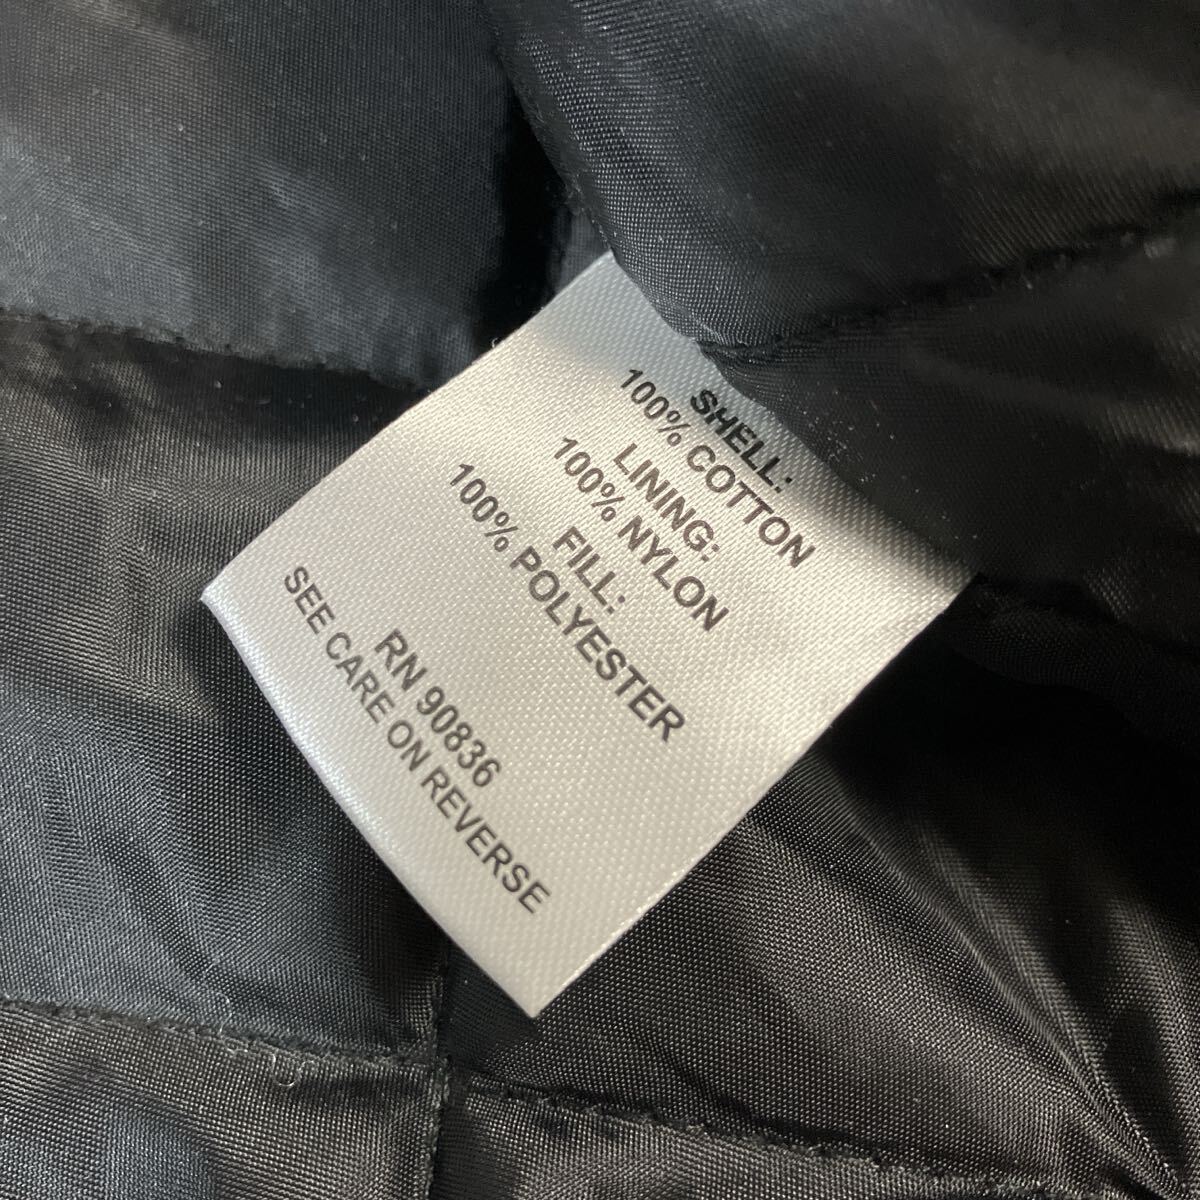 SHELL:
100% COTTON
LINING:
100% NYLON
FILL:
100% POLYESTER
RN 90836
SEE CARE ON REVERSE